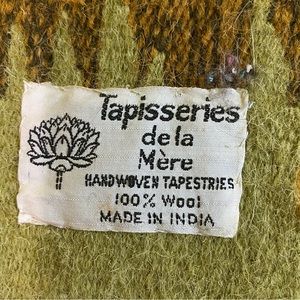 Tapisseries
de la
Mère
HANDWOVEN TAPESTRIES
100% Wool
MADE IN INDIA